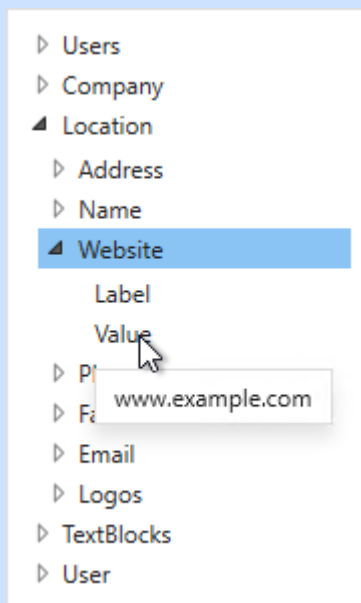 Users
Company
Location
Address
Name
Website
Label
Value
www.example.com
Email
Logos
TextBlocks
User